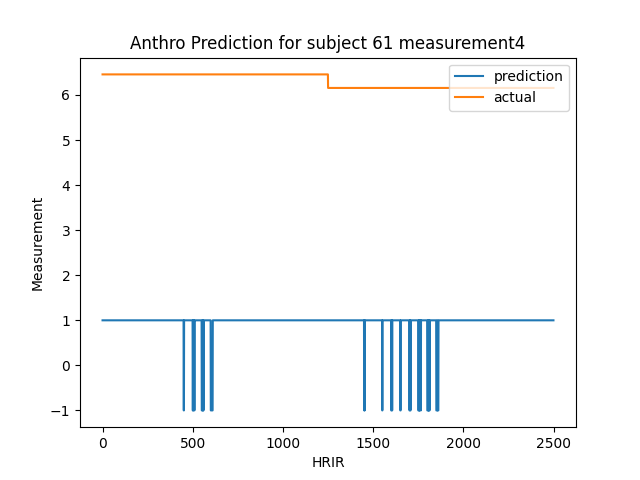 Anthro Prediction for subject 61 measurement4
prediction
actual
6
5
4
3
2
1
0
−1
Measurement
0
500
1000
1500
2000
2500
HRIR